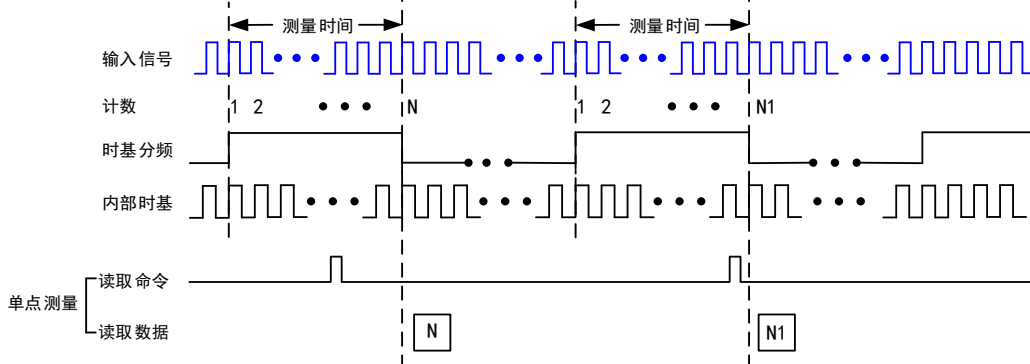 测量时间 测量时间
输入信号
计数 1 2 N 1 2 N1
时基分频
内部时基
读取命令
单点测量
读取数据 N N1